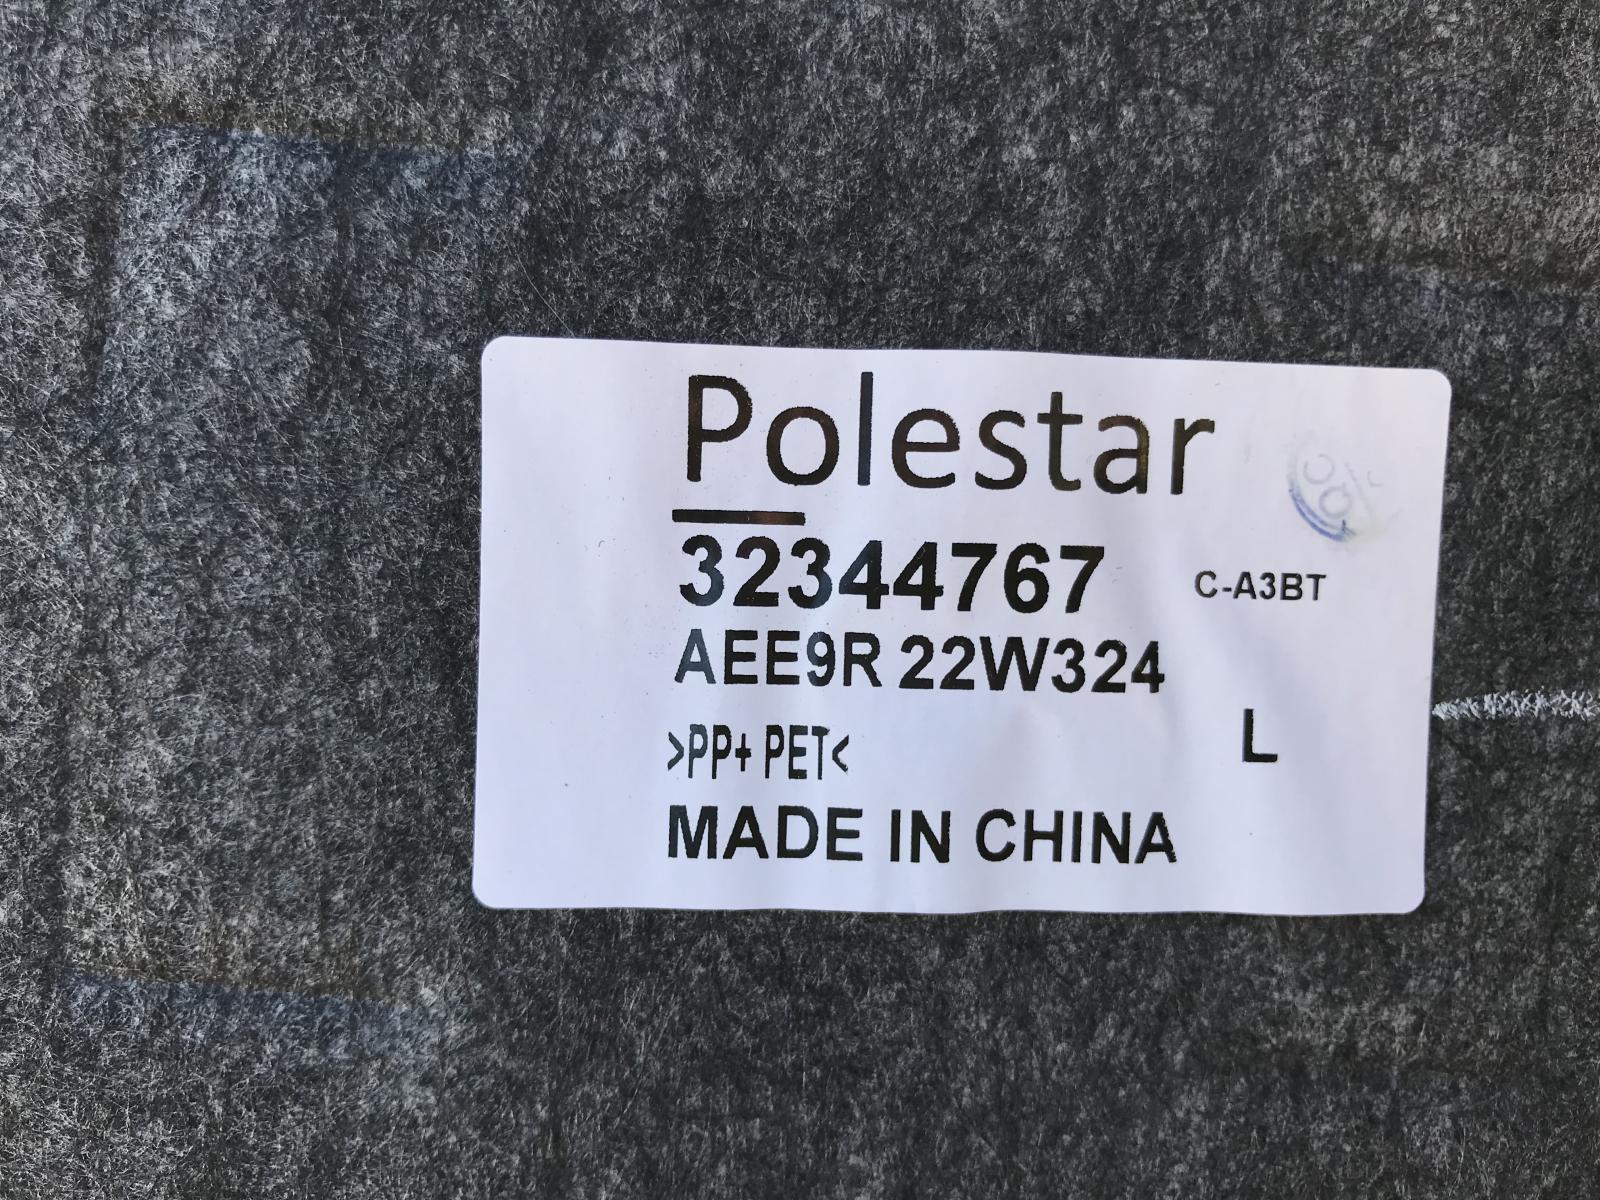 Polestar
32344767 C-A3BT
AEE9R 22W324
>PP+ PET< L
MADE IN CHINA